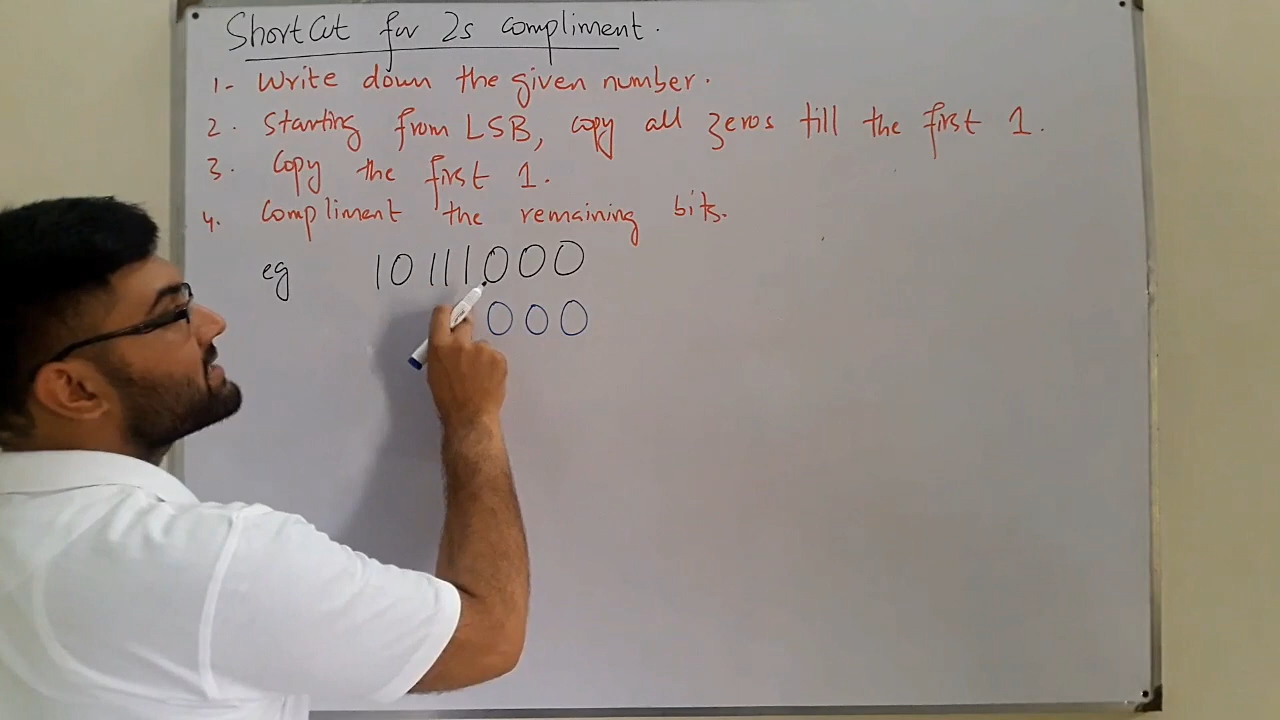 ShortCut for 2s compliment.
1- Write down the given number.
2. Starting from LSB, copy all zeros till the first 1.
3. Copy the first 1.
4. Compliment the remaining bits.
eg 10111000
000